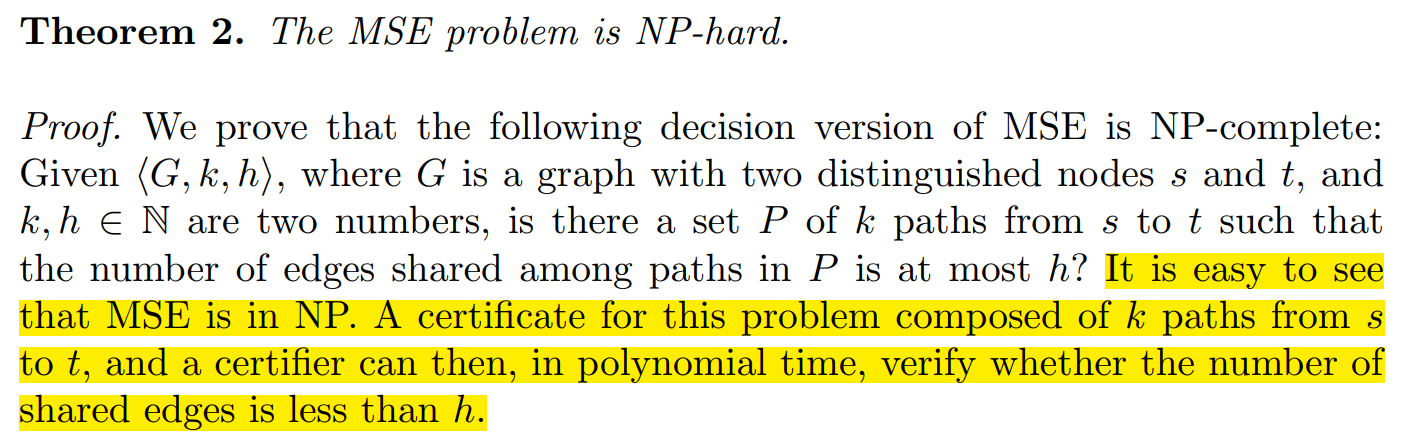 Theorem 2. The MSE problem is NP-hard.
Proof. We prove that the following decision version of MSE is NP-complete:
Given ⟨G, k, h⟩, where G is a graph with two distinguished nodes s and t, and
k, h ∈ ℕ are two numbers, is there a set P of k paths from s to t such that
the number of edges shared among paths in P is at most h? It is easy to see
that MSE is in NP. A certificate for this problem composed of k paths from s
to t, and a certifier can then, in polynomial time, verify whether the number of
shared edges is less than h.